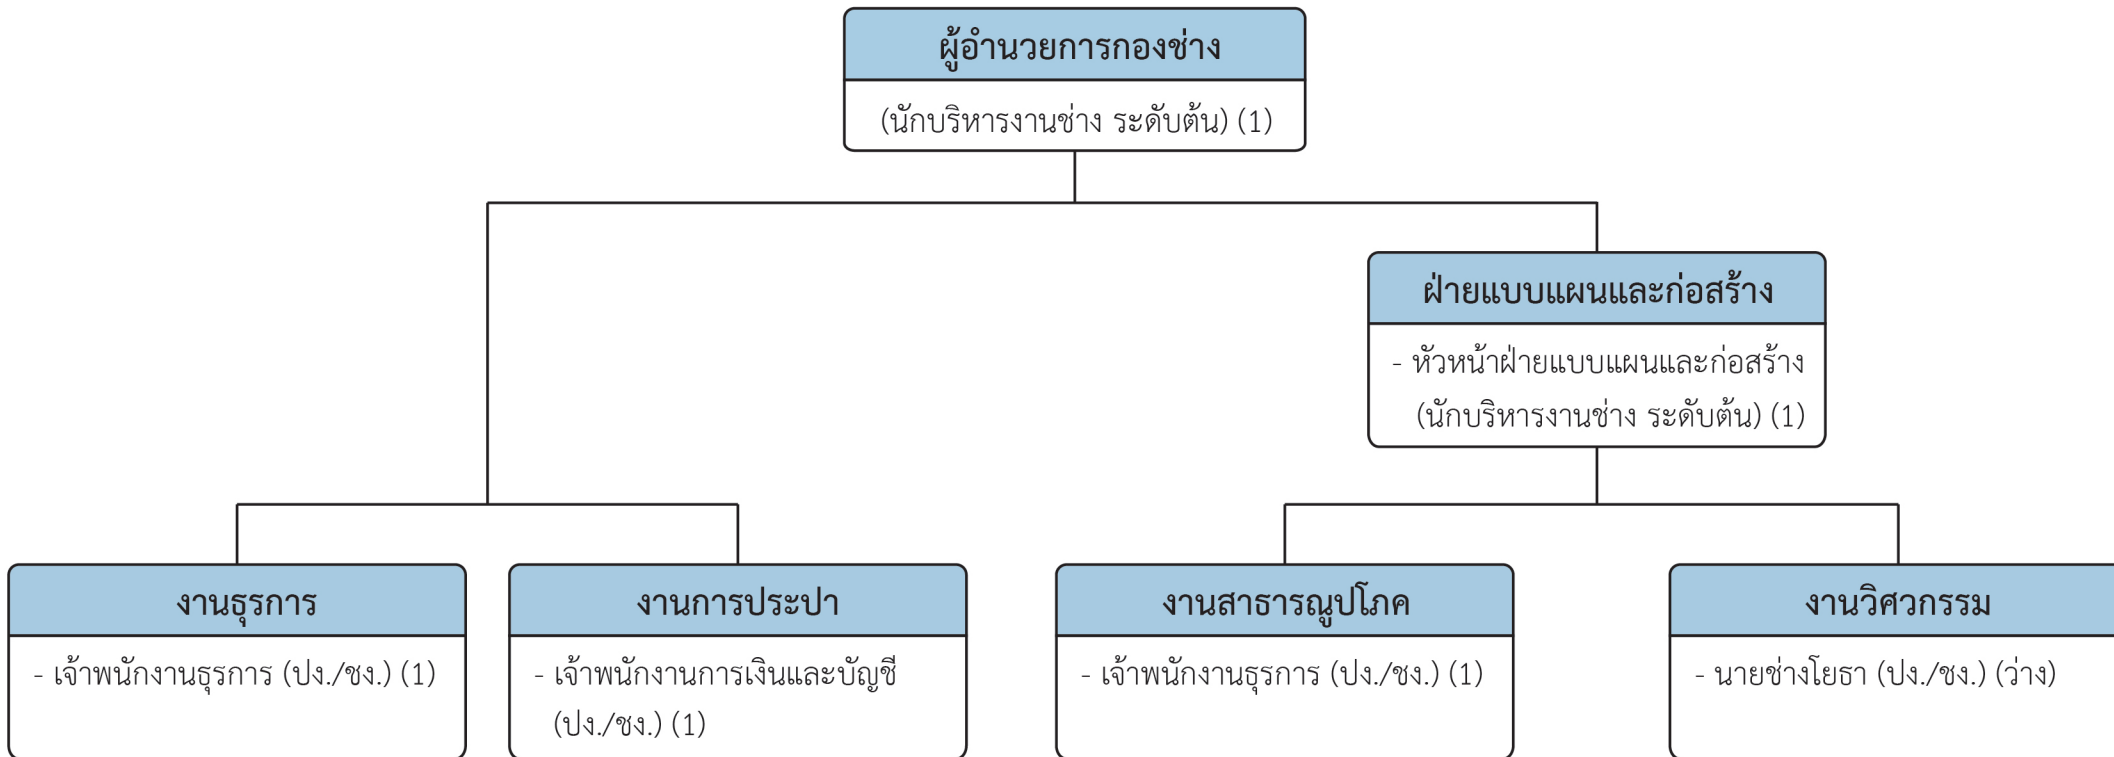 ผู้อำนวยการกองช่าง
(นักบริหารงานช่าง ระดับต้น) (1)
ฝ่ายแบบแผนและก่อสร้าง
- หัวหน้าฝ่ายแบบแผนและก่อสร้าง
(นักบริหารงานช่าง ระดับต้น) (1)
งานธุรการ
- เจ้าพนักงานธุรการ (ปง./ชง.) (1)
งานการประปา
- เจ้าพนักงานการเงินและบัญชี
(ปง./ชง.) (1)
งานสาธารณูปโภค
- เจ้าพนักงานธุรการ (ปง./ชง.) (1)
งานวิศวกรรม
- นายช่างโยธา (ปง./ชง.) (ว่าง)